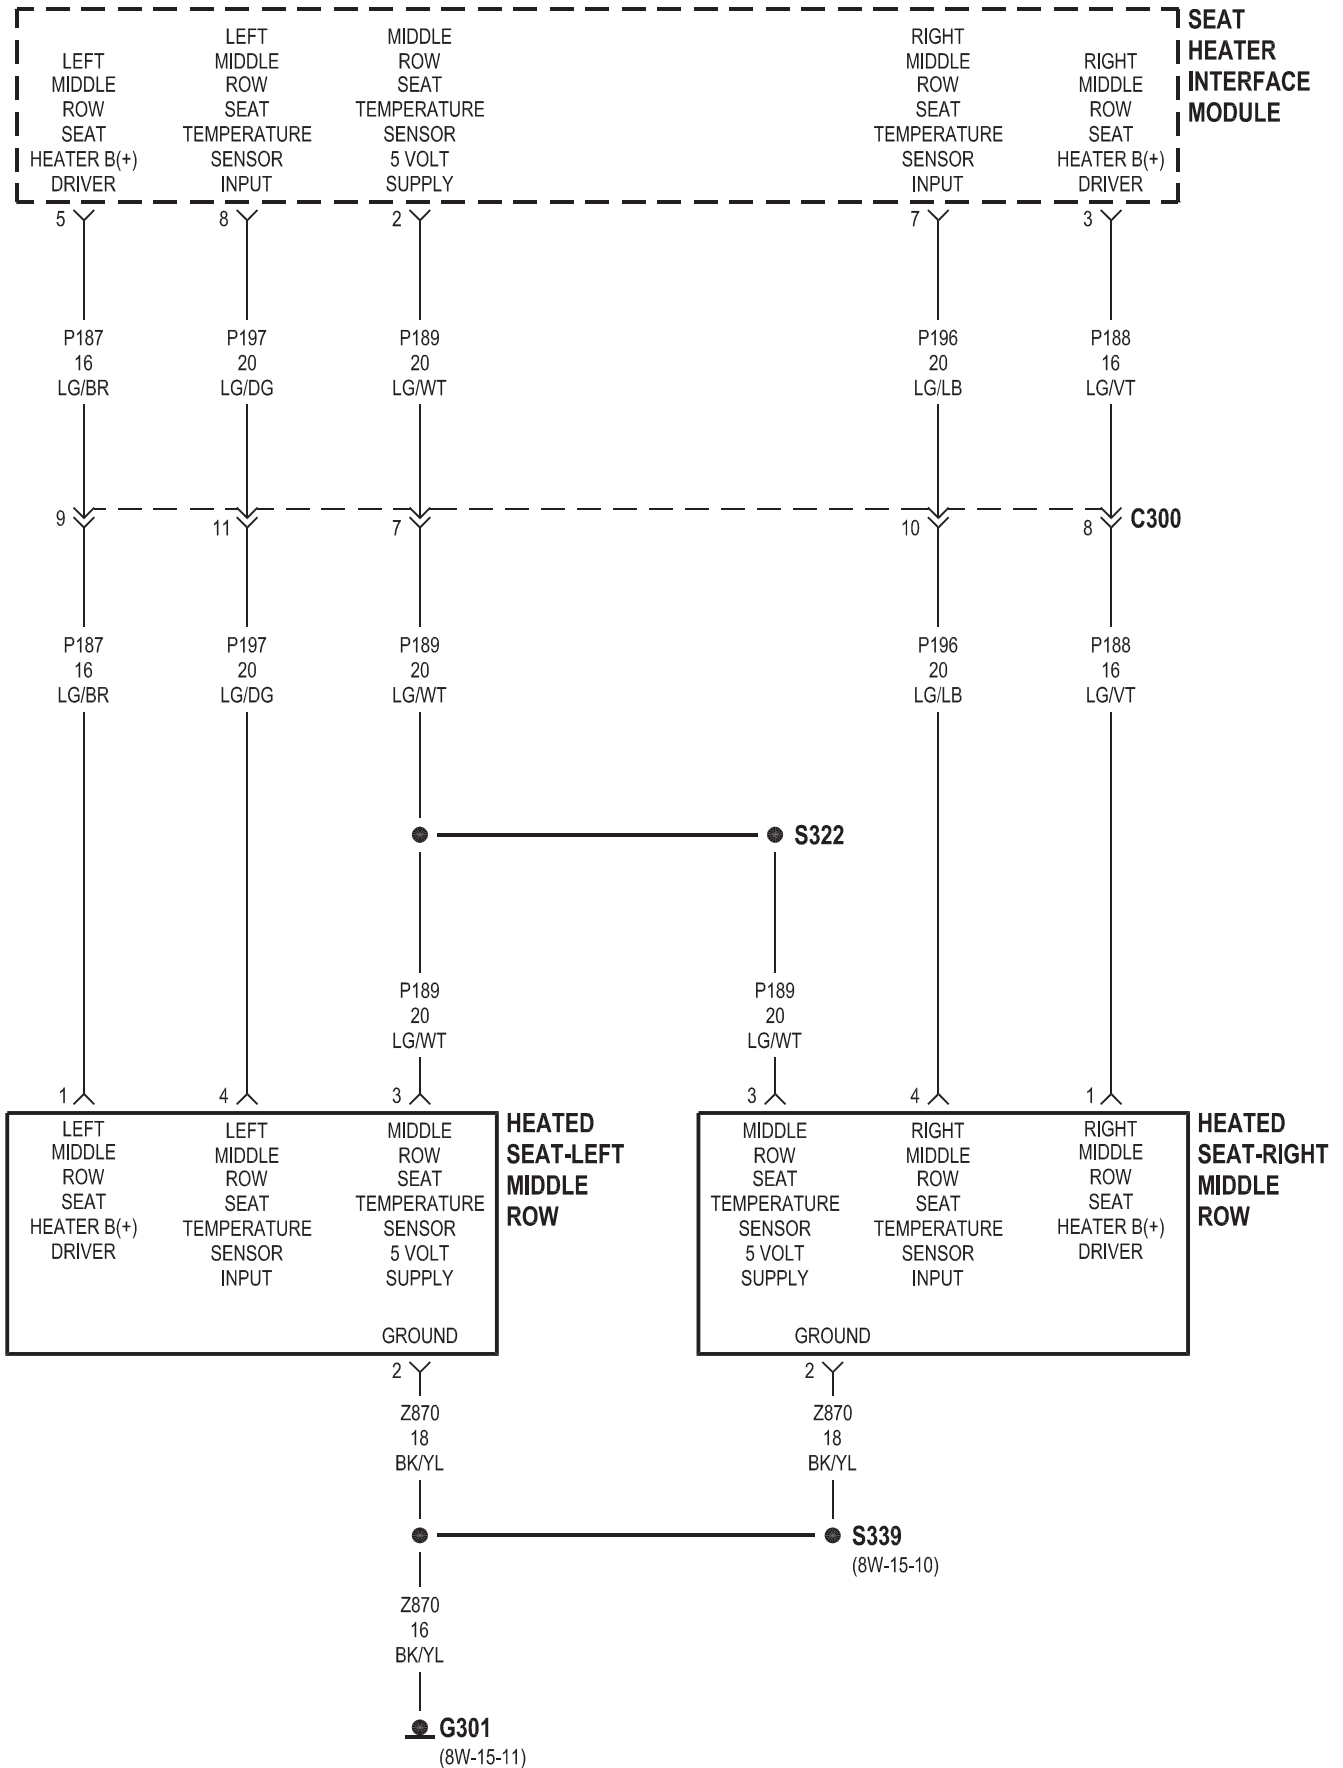 SEAT
HEATER
INTERFACE
MODULE
LEFT
MIDDLE
ROW
SEAT
HEATER B(+)
DRIVER
LEFT
MIDDLE
ROW
SEAT
TEMPERATURE
SENSOR
INPUT
MIDDLE
ROW
SEAT
TEMPERATURE
SENSOR
5 VOLT
SUPPLY
RIGHT
MIDDLE
ROW
SEAT
TEMPERATURE
SENSOR
INPUT
RIGHT
MIDDLE
ROW
SEAT
HEATER B(+)
DRIVER
5
8
2
7
3
P187
16
LG/BR
P197
20
LG/DG
P189
20
LG/WT
P196
20
LG/LB
P188
16
LG/VT
9
11
7
10
8
C300
P187
16
LG/BR
P197
20
LG/DG
P189
20
LG/WT
P196
20
LG/LB
P188
16
LG/VT
S322
P189
20
LG/WT
P189
20
LG/WT
1
4
3
3
4
1
LEFT
MIDDLE
ROW
SEAT
HEATER B(+)
DRIVER
LEFT
MIDDLE
ROW
SEAT
TEMPERATURE
SENSOR
INPUT
MIDDLE
ROW
SEAT
TEMPERATURE
SENSOR
5 VOLT
SUPPLY
GROUND
HEATED
SEAT-LEFT
MIDDLE
ROW
MIDDLE
ROW
SEAT
TEMPERATURE
SENSOR
5 VOLT
SUPPLY
RIGHT
MIDDLE
ROW
SEAT
TEMPERATURE
SENSOR
INPUT
RIGHT
MIDDLE
ROW
SEAT
HEATER B(+)
DRIVER
GROUND
HEATED
SEAT-RIGHT
MIDDLE
ROW
2
2
Z870
18
BK/YL
Z870
18
BK/YL
S339
(8W-15-10)
Z870
16
BK/YL
G301
(8W-15-11)